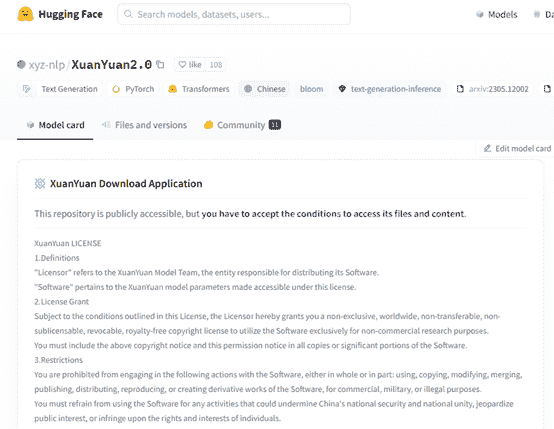 Hugging Face
Search models, datasets, users...
Models
Da
xyz-nlp/XuanYuan2.0
like 108
Text Generation PyTorch Transformers Chinese bloom text-generation-inference arxiv:2305.12002
Model card Files and versions Community 11
Edit model card
XuanYuan Download Application
This repository is publicly accessible, but you have to accept the conditions to access its files and content.
XuanYuan LICENSE
1.Definitions
"Licensor" refers to the XuanYuan Model Team, the entity responsible for distributing its Software.
"Software" pertains to the XuanYuan model parameters made accessible under this license.
2.License Grant
Subject to the conditions outlined in this License, the Licensor hereby grants you a non-exclusive, worldwide, non-transferable, non-
sublicensable, revocable, royalty-free copyright license to utilize the Software exclusively for non-commercial research purposes.
You must include the above copyright notice and this permission notice in all copies or significant portions of the Software.
3.Restrictions
You are prohibited from engaging in the following actions with the Software, either in whole or in part: using, copying, modifying, merging,
publishing, distributing, reproducing, or creating derivative works of the Software, for commercial, military, or illegal purposes.
You must refrain from using the Software for any activities that could undermine China's national security and national unity, jeopardize
public interest, or infringe upon the rights and interests of individuals.